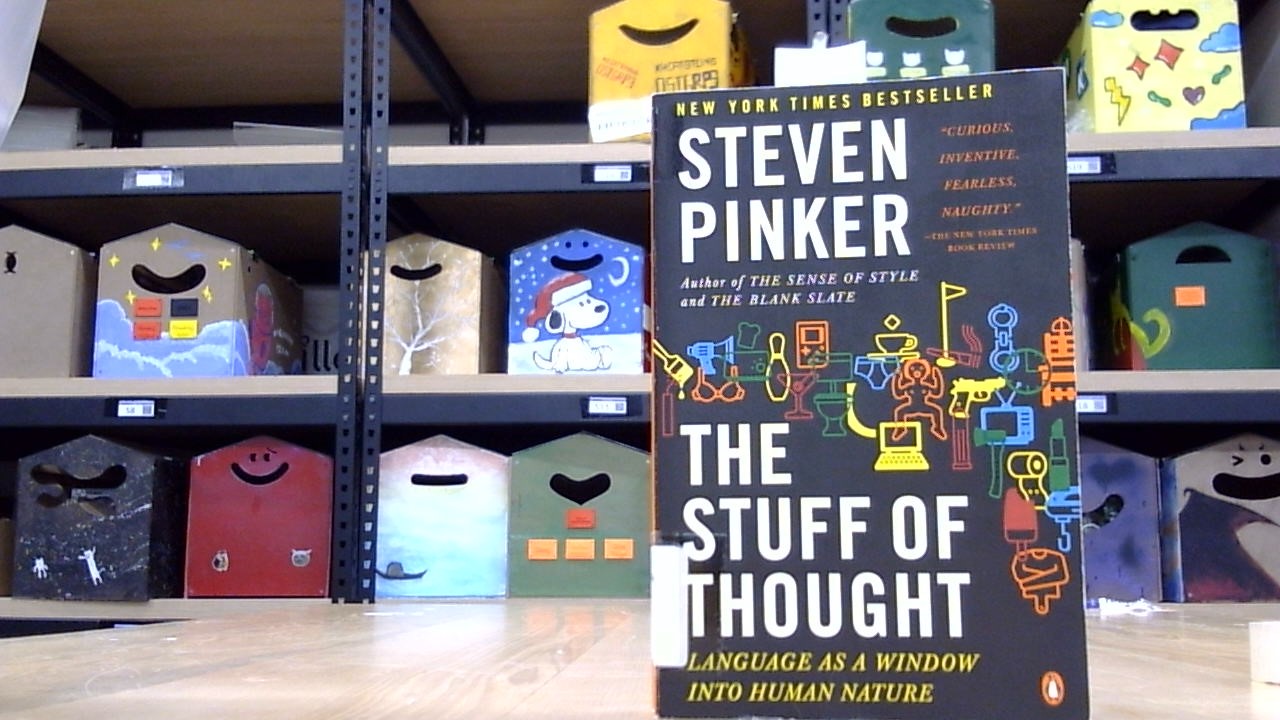 NEW YORK TIMES BESTSELLER
STEVEN
PINKER
"CURIOUS,
INVENTIVE,
FEARLESS,
NAUGHTY."
—THE NEW YORK TIMES
BOOK REVIEW
Author of THE SENSE OF STYLE
and THE BLANK SLATE
THE
STUFF OF
THOUGHT
LANGUAGE AS A WINDOW
INTO HUMAN NATURE